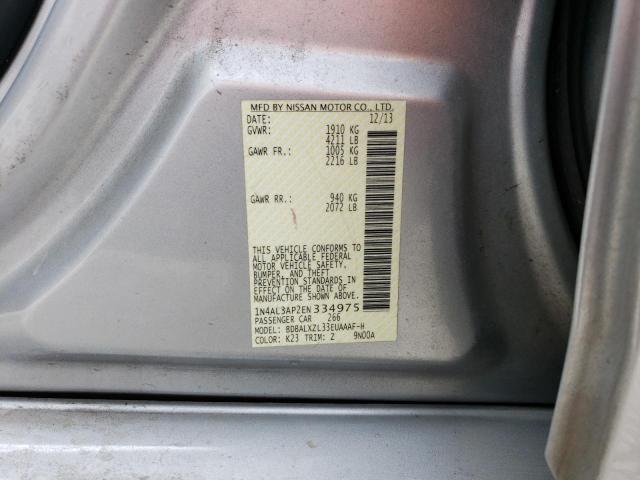 MFD BY NISSAN MOTOR CO., LTD.
DATE: 12/13
GVWR: 1910 KG
4211 LB
GAWR FR.: 1005 KG
2216 LB
GAWR RR.: 940 KG
2072 LB
THIS VEHICLE CONFORMS TO
ALL APPLICABLE FEDERAL
MOTOR VEHICLE SAFETY,
BUMPER, AND THEFT
PREVENTION STANDARDS IN
EFFECT ON THE DATE OF
MANUFACTURE SHOWN ABOVE.
1N4AL3AP2EN334975
PASSENGER CAR 266
MODEL: BDBALXZL33EUAAAF-H
COLOR: K23 TRIM: Z 9N00A